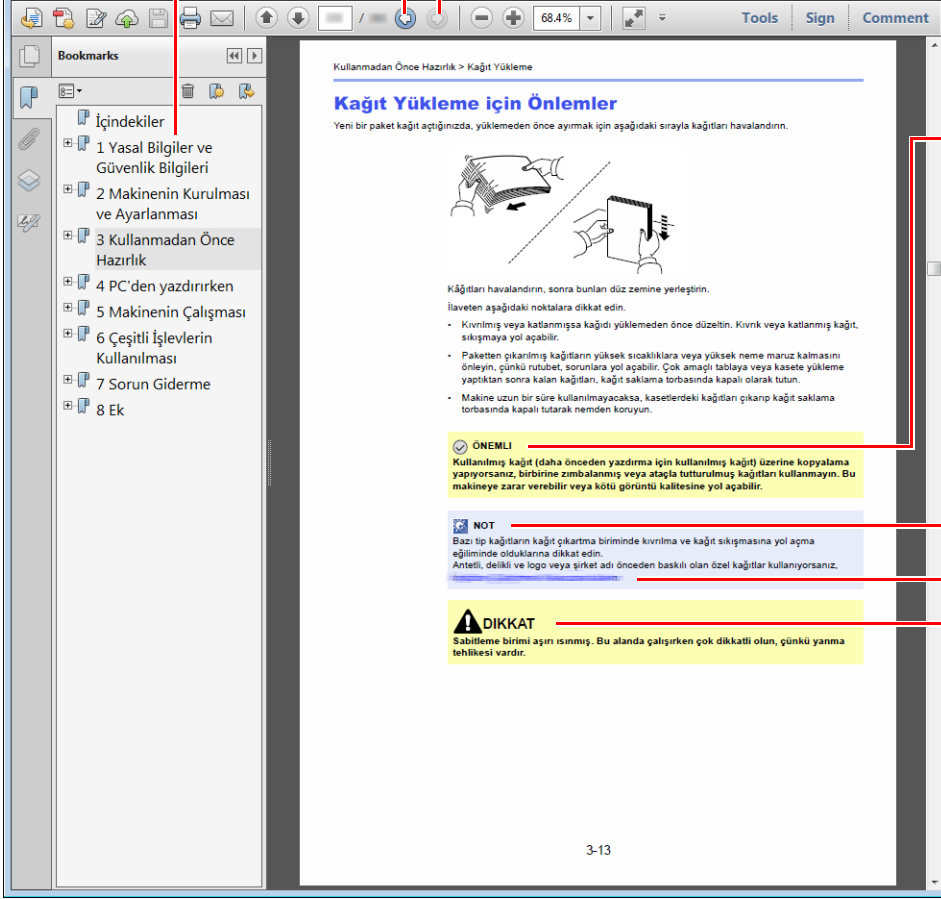 /
68.4%
Tools
Sign
Comment
Bookmarks
İçindekiler
1 Yasal Bilgiler ve
Güvenlik Bilgileri
2 Makinenin Kurulması
ve Ayarlanması
3 Kullanmadan Önce
Hazırlık
4 PC'den yazdırırken
5 Makinenin Çalışması
6 Çeşitli İşlevlerin
Kullanılması
7 Sorun Giderme
8 Ek
Kullanmadan Önce Hazırlık > Kağıt Yükleme
Kağıt Yükleme için Önlemler
Yeni bir paket kağıt açtığınızda, yüklemeden önce ayırmak için aşağıdaki sırayla kağıtları havalandırın.
Kâğıtları havalandırın, sonra bunları düz zemine yerleştirin.
İlaveten aşağıdaki noktalara dikkat edin.
• Kıvrılmış veya katlanmışsa kağıdı yüklemeden önce düzeltin. Kıvrık veya katlanmış kağıt,
sıkışmaya yol açabilir.
• Paketten çıkarılmış kağıtların yüksek sıcaklıklara veya yüksek neme maruz kalmasını
önleyin, çünkü rutubet, sorunlara yol açabilir. Çok amaçlı tablaya veya kasete yükleme
yaptıktan sonra kalan kağıtları, kağıt saklama torbasında kapalı olarak tutun.
• Makine uzun bir süre kullanılmayacaksa, kasetlerdeki kağıtları çıkarıp kağıt saklama
torbasında kapalı tutarak nemden koruyun.
ÖNEMLI
Kullanılmış kağıt (daha önceden yazdırma için kullanılmış kağıt) üzerine kopyalama
yapıyorsanız, birbirine zımbalanmış veya ataçla tutturulmuş kağıtları kullanmayın. Bu
makineye zarar verebilir veya kötü görüntü kalitesine yol açabilir.
NOT
Bazı tip kağıtların kağıt çıkartma biriminde kıvrılma ve kağıt sıkışmasına yol açma
eğiliminde olduklarına dikkat edin.
Antetli, delikli ve logo veya şirket adı önceden baskılı olan özel kağıtlar kullanıyorsanız,
DIKKAT
Sabitleme birimi aşırı ısınmış. Bu alanda çalışırken çok dikkatli olun, çünkü yanma
tehlikesi vardır.
3-13